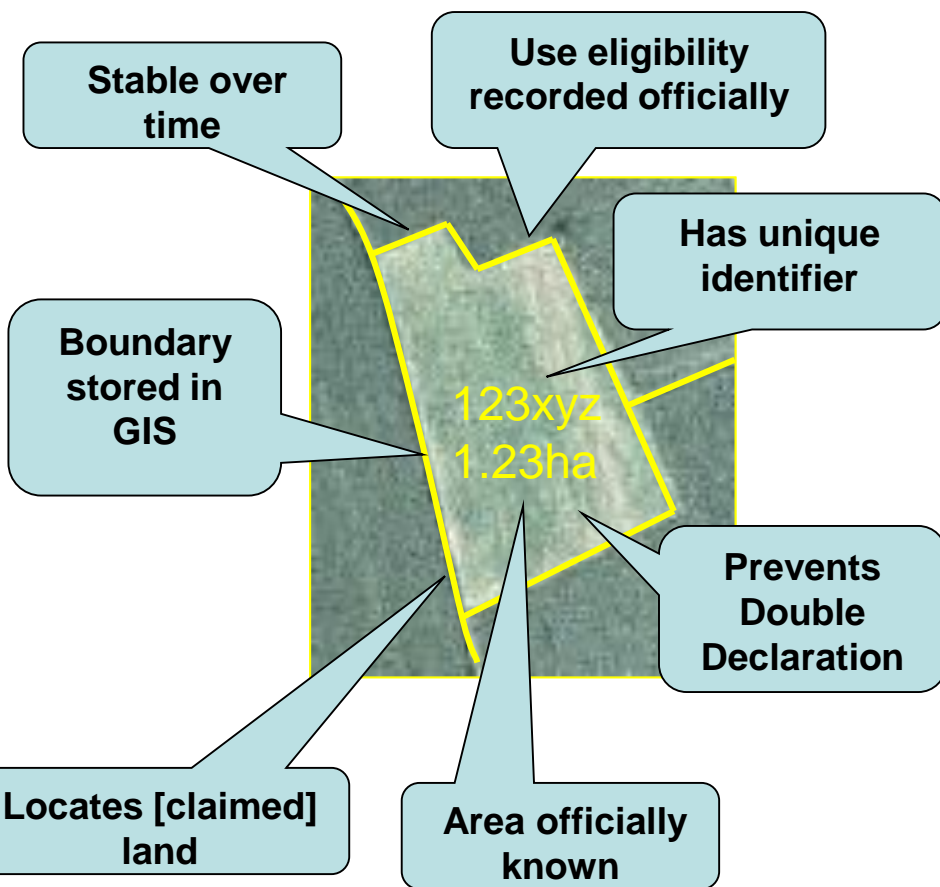 Stable over
time
Use eligibility
recorded officially
Has unique
identifier
Boundary
stored in
GIS
123xyz
1.23ha
Prevents
Double
Declaration
Locates [claimed]
land
Area officially
known